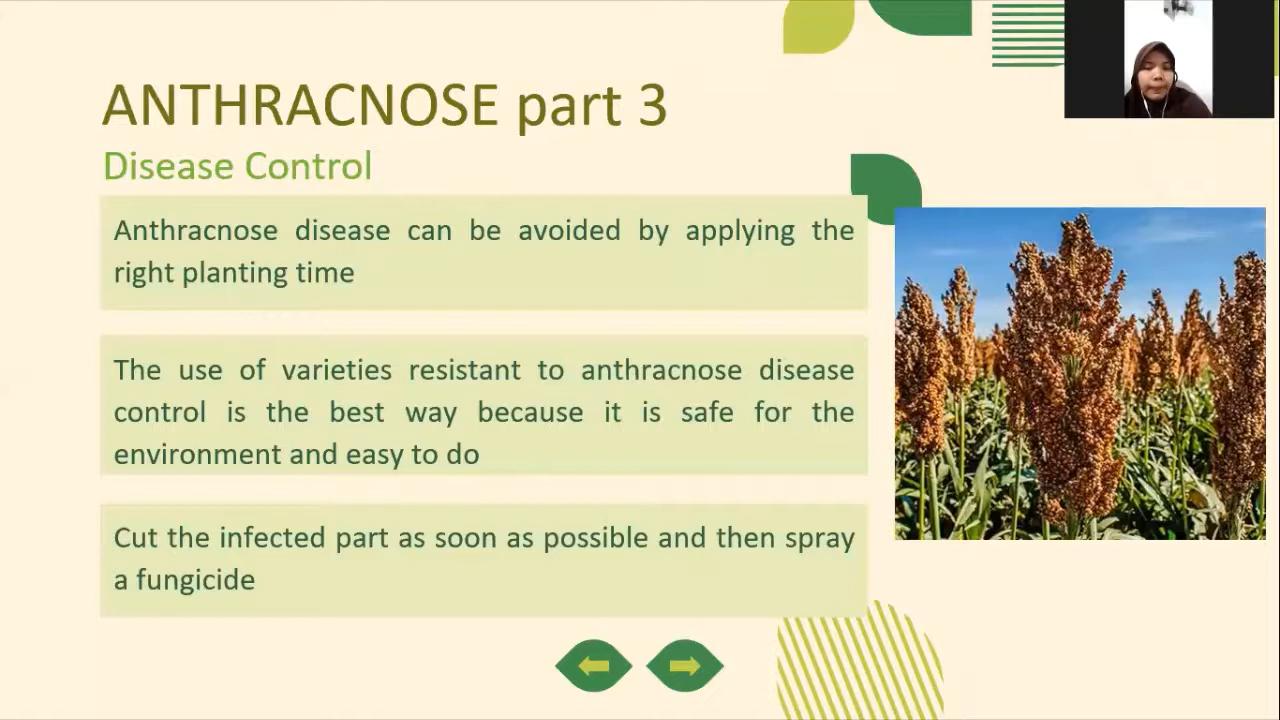 ANTHRACNOSE part 3
Disease Control
Anthracnose disease can be avoided by applying the
right planting time
The use of varieties resistant to anthracnose disease
control is the best way because it is safe for the
environment and easy to do
Cut the infected part as soon as possible and then spray
a fungicide